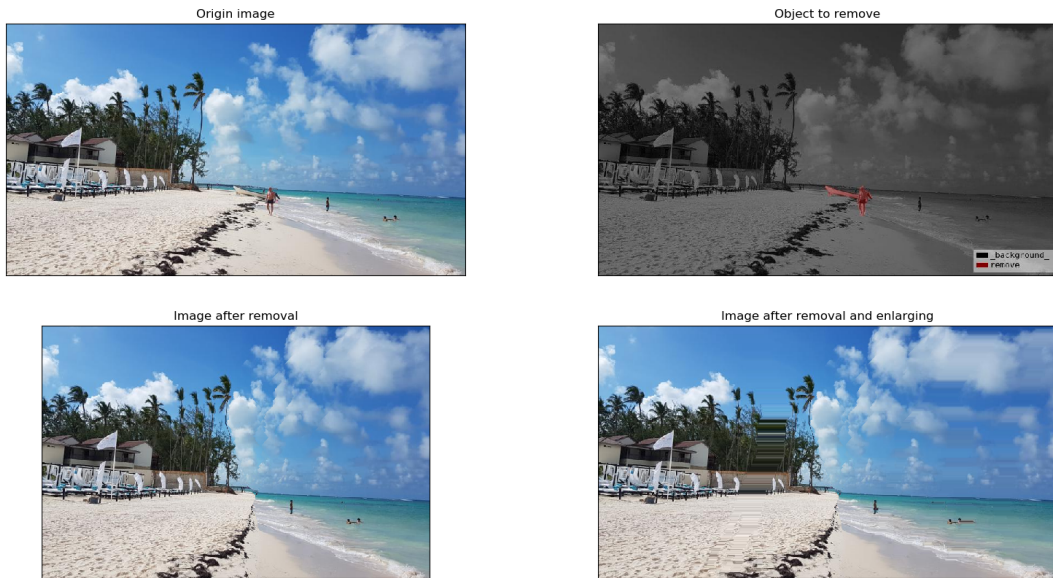 Origin image
Object to remove
_background_
remove
Image after removal
Image after removal and enlarging